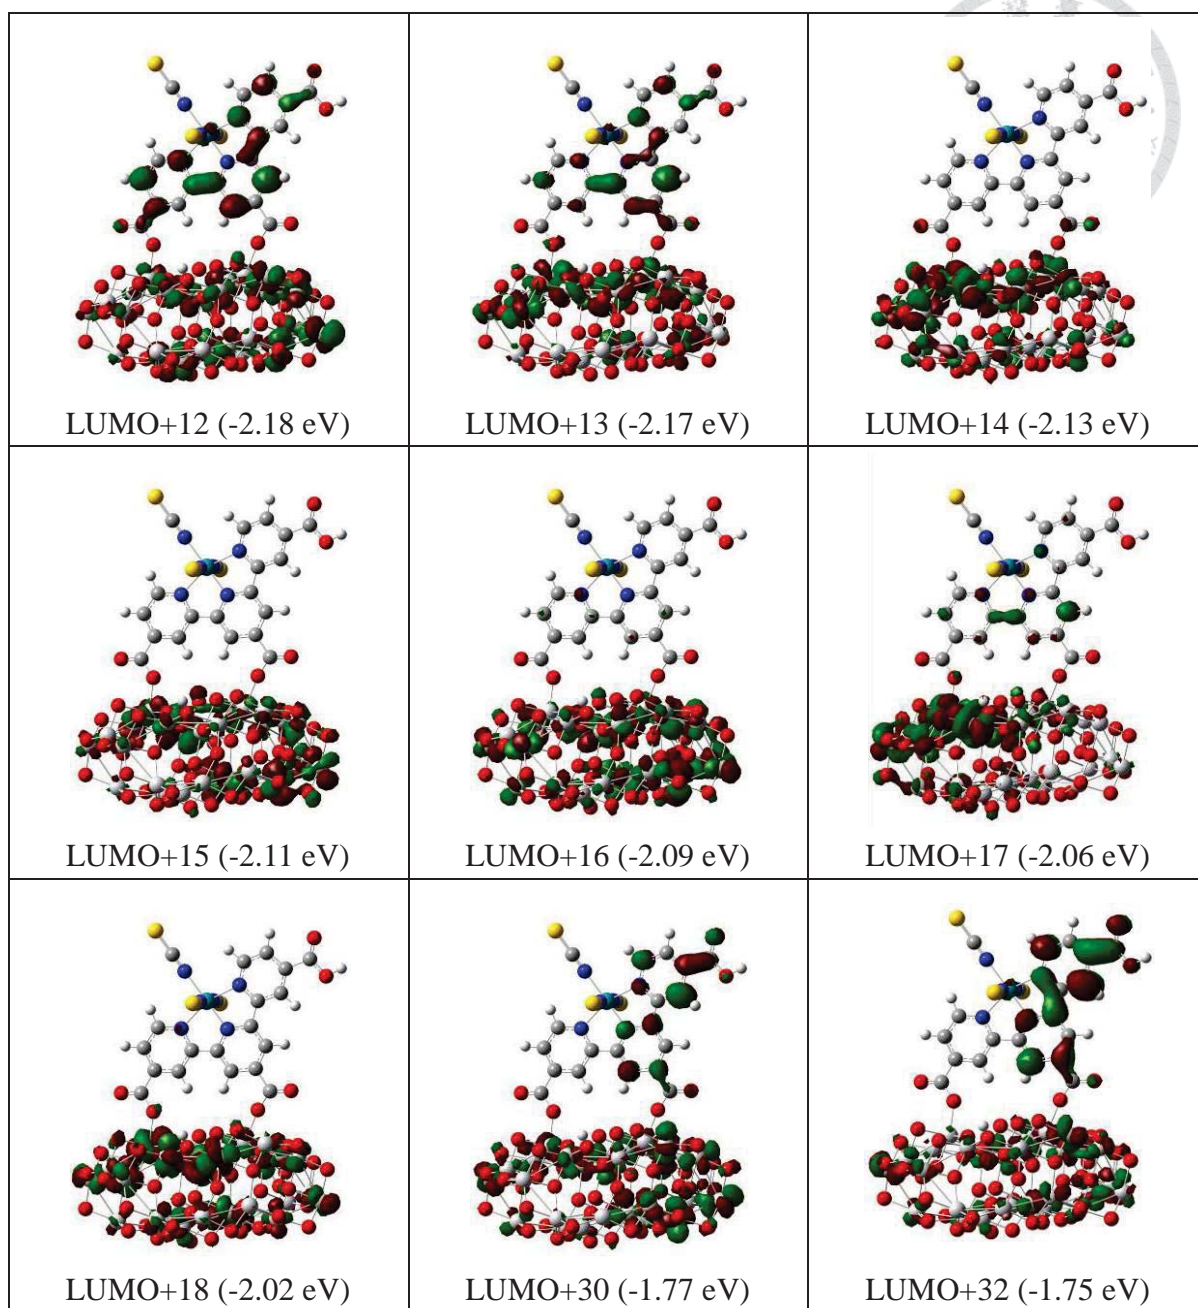 LUMO+12 (-2.18 eV)
LUMO+13 (-2.17 eV)
LUMO+14 (-2.13 eV)
LUMO+15 (-2.11 eV)
LUMO+16 (-2.09 eV)
LUMO+17 (-2.06 eV)
LUMO+18 (-2.02 eV)
LUMO+30 (-1.77 eV)
LUMO+32 (-1.75 eV)